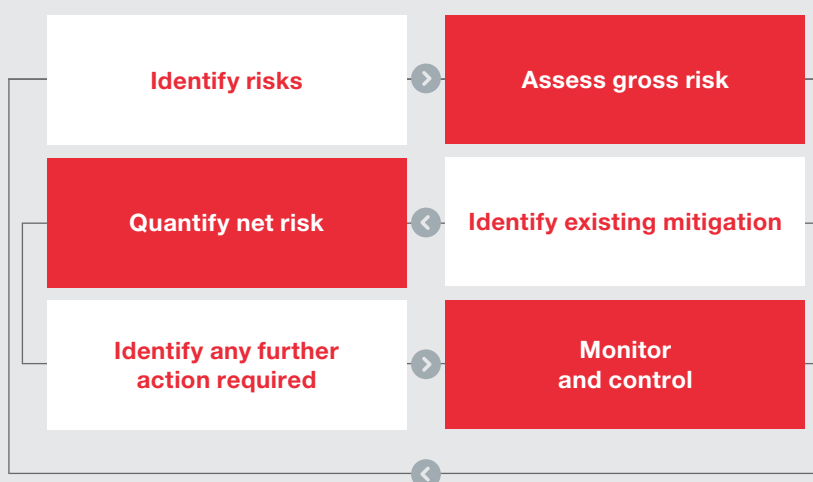 Identify risks
Assess gross risk
Quantify net risk
Identify existing mitigation
Identify any further
action required
Monitor
and control